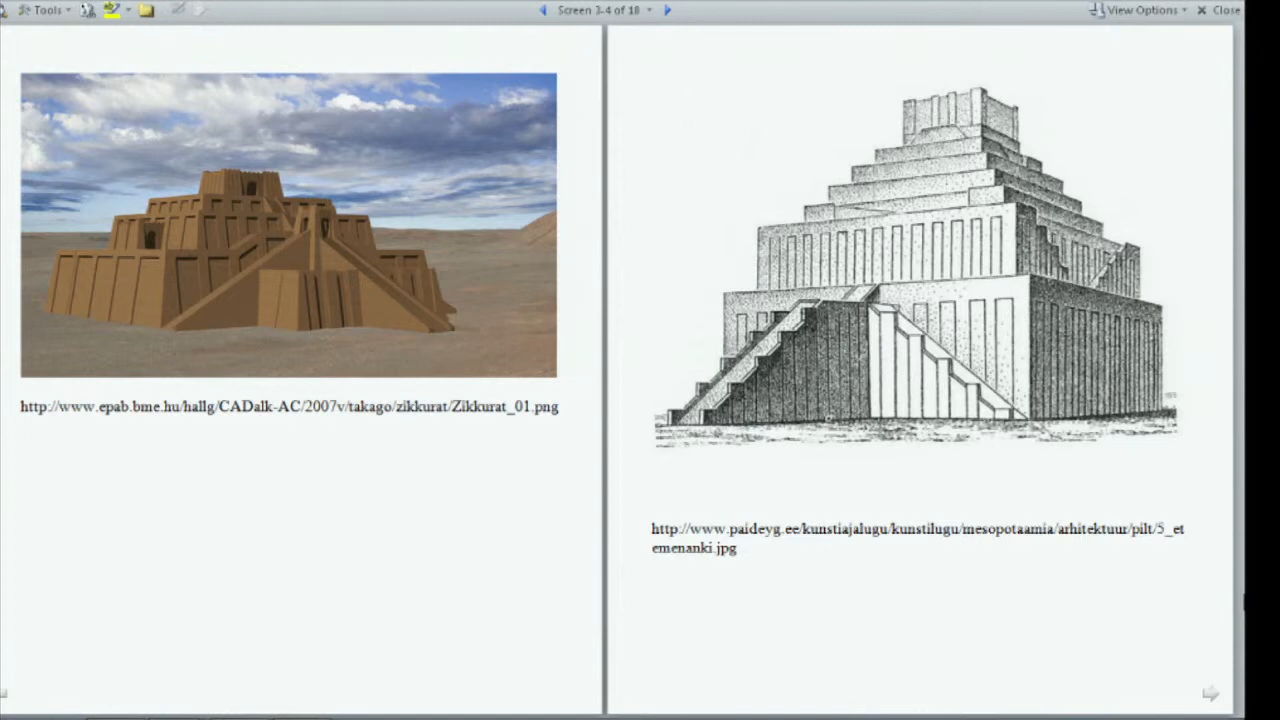 Tools
Screen 3-4 of 18
View Options
Close
http://www.epab.bme.hu/hallg/CADalk-AC/2007v/takago/zikkurat/Zikkurat_01.png
http://www.paideyg.ee/kunstiajalugu/kunstilugu/mesopotaamia/arhitektuur/pilt/5_et
emenanki.jpg